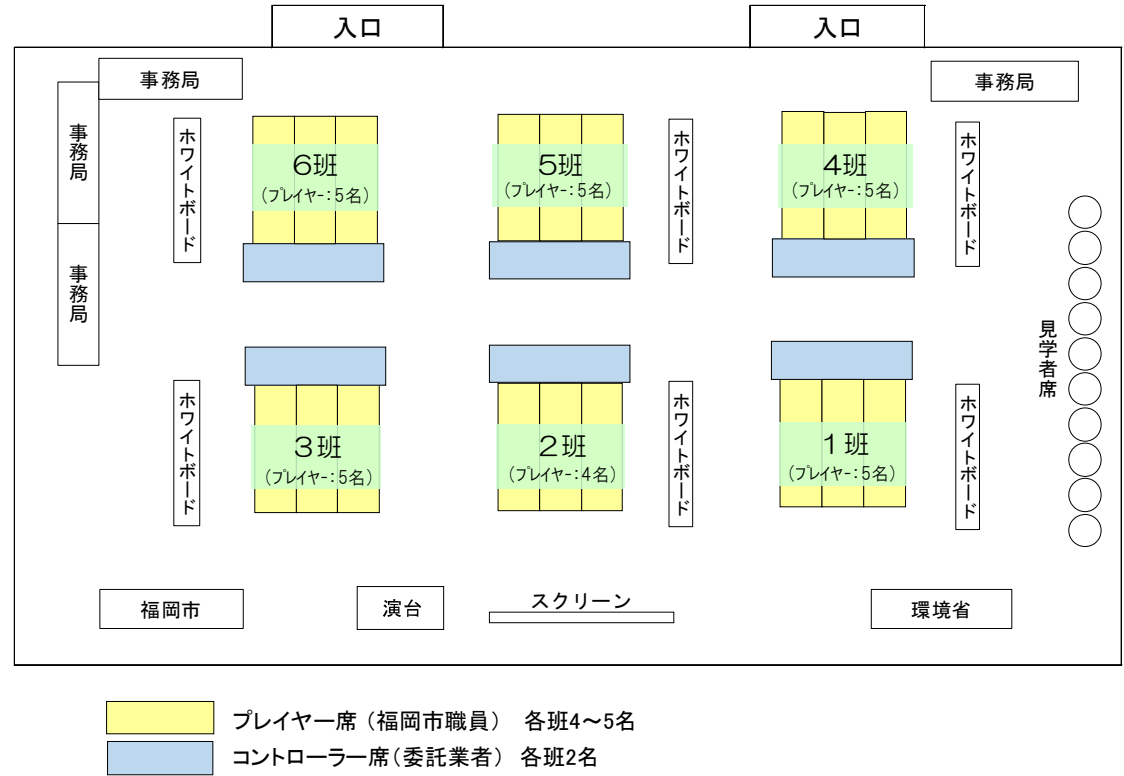 入口
入口
事務局
事務局
事務局
事務局
ホワイトボード
6班
(プレイヤー:5名)
5班
(プレイヤー:5名)
ホワイトボード
4班
(プレイヤー:5名)
ホワイトボード
見学者席
ホワイトボード
3班
(プレイヤー:5名)
2班
(プレイヤー:4名)
ホワイトボード
1班
(プレイヤー:5名)
ホワイトボード
福岡市
演台
スクリーン
環境省
プレイヤー席(福岡市職員) 各班4~5名
コントローラー席(委託業者) 各班2名